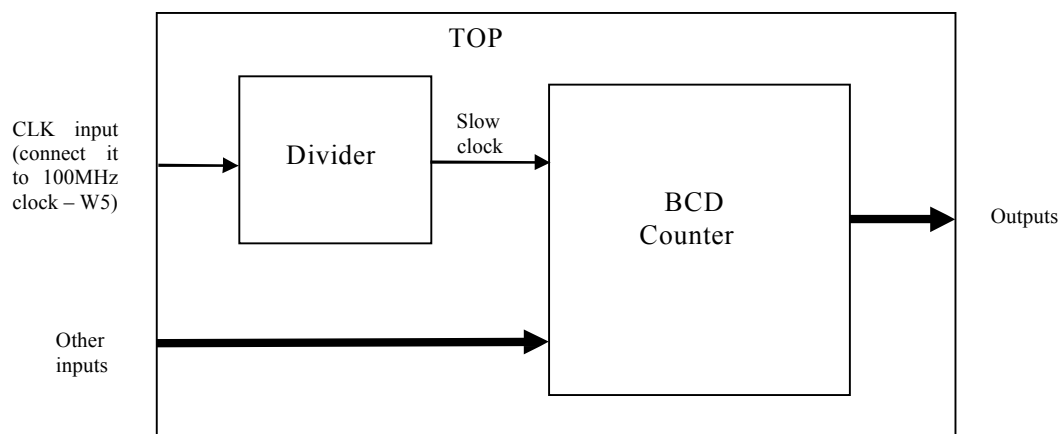 TOP
CLK input
(connect it
to 100MHz
clock – W5)
Divider
Slow
clock
BCD
Counter
Outputs
Other
inputs